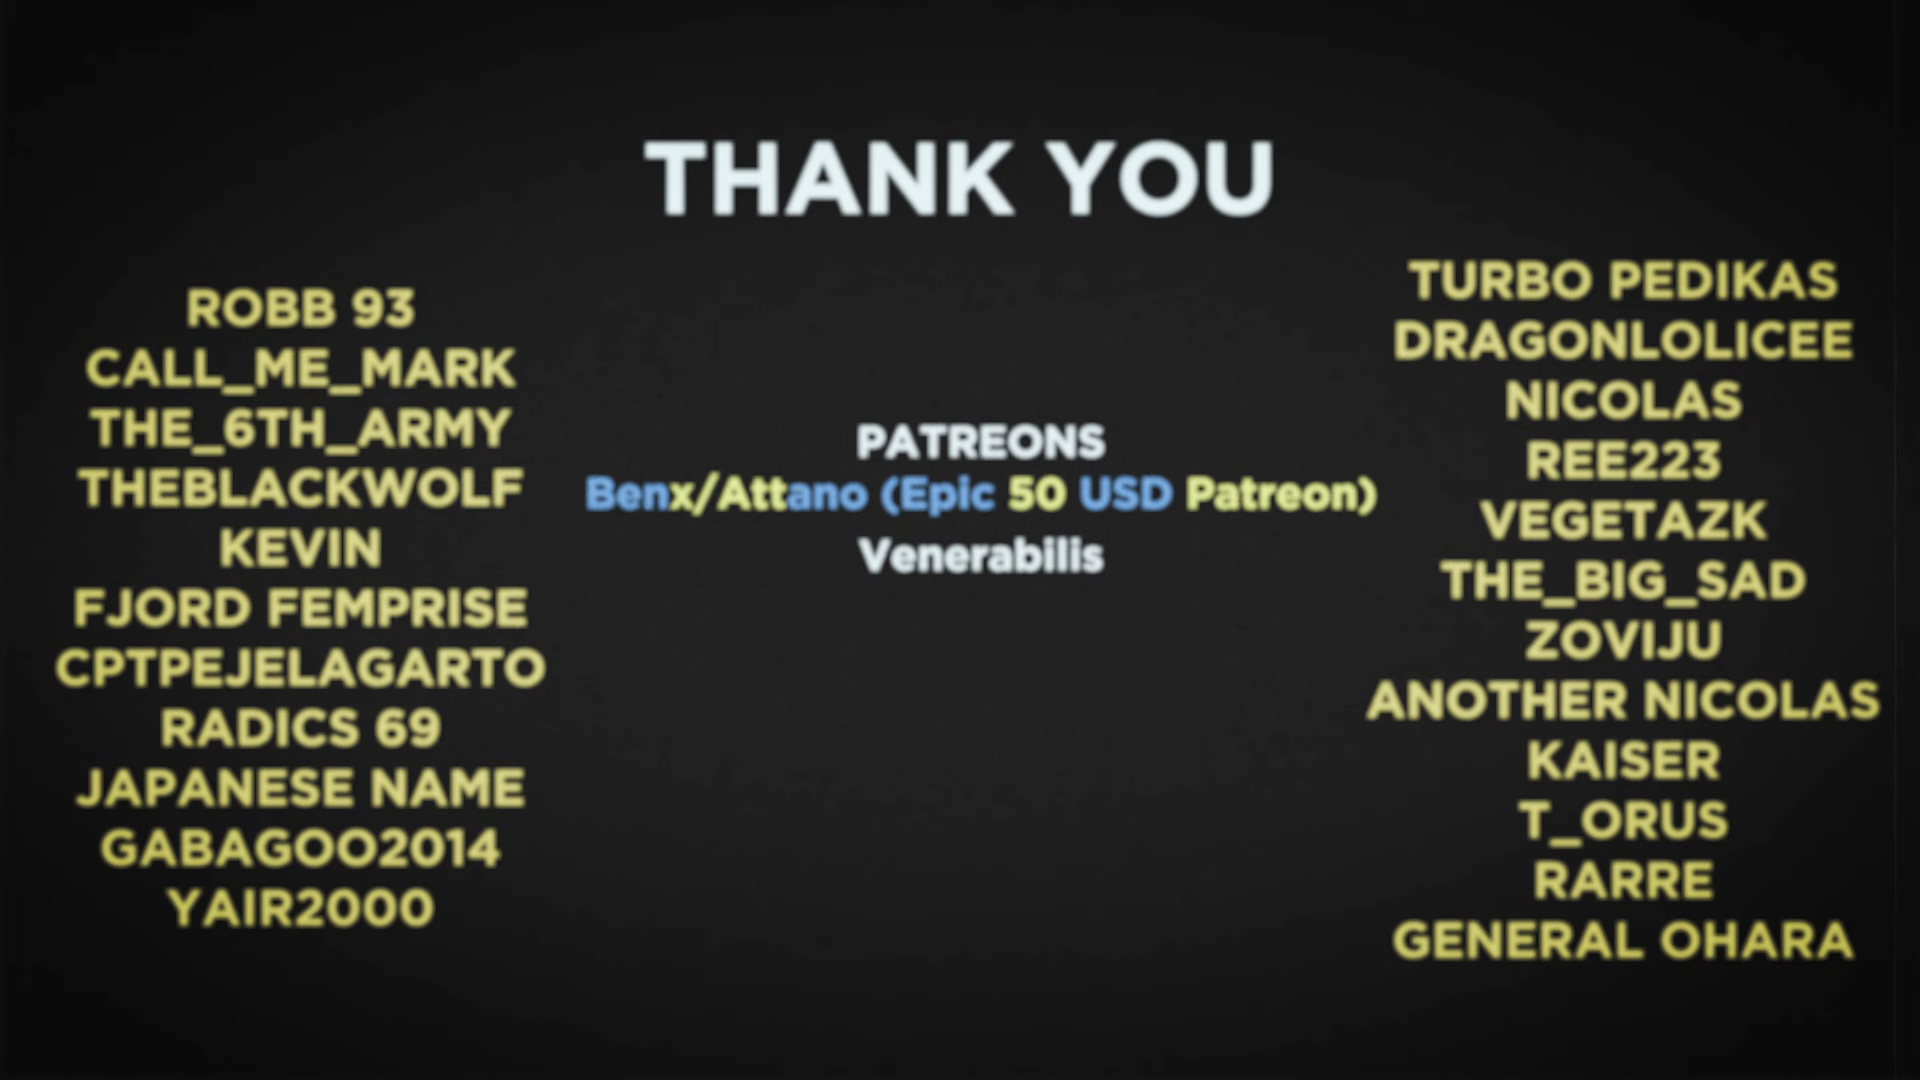 THANK YOU
ROBB 93
CALL_ME_MARK
THE_6TH_ARMY
THEBLACKWOLF
KEVIN
FJORD FEMPRISE
CPTPEJELAGARTO
RADICS 69
JAPANESE NAME
GABAGOO2014
YAIR2000
PATREONS
Benx/Attano (Epic 50 USD Patreon)
Venerabilis
TURBO PEDIKAS
DRAGONLOLICEE
NICOLAS
REE223
VEGETAZK
THE_BIG_SAD
ZOVIJU
ANOTHER NICOLAS
KAISER
T_ORUS
RARRE
GENERAL OHARA